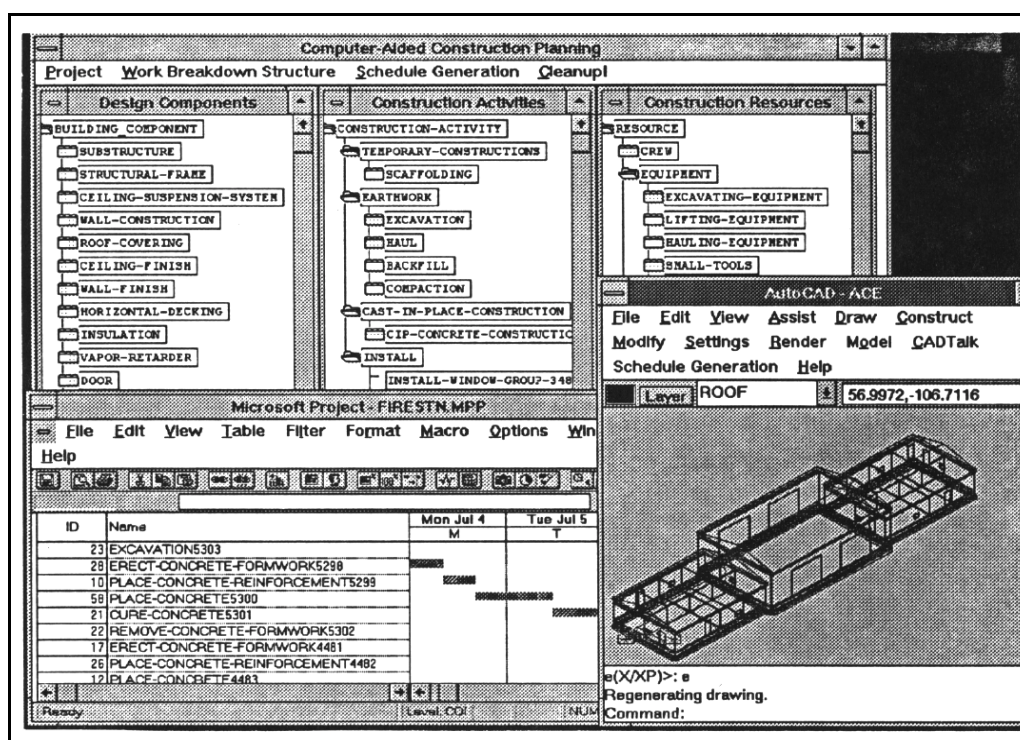 Computer-Aided Construction Planning
Project Work Breakdown Structure Schedule Generation Cleanup!
Design Components
BUILDING_COMPONENT
SUBSTRUCTURE
STRUCTURAL-FRAME
CEILING-SUSPENSION-SYSTEM
WALL-CONSTRUCTION
ROOF-COVERING
CEILING-FINISH
WALL-FINISH
HORIZONTAL-DECKING
INSULATION
VAPOR-RETARDER
DOOR
Construction Activities
CONSTRUCTION-ACTIVITY
TEMPORARY-CONSTRUCTIONS
SCAFFOLDING
EARTHWORK
EXCAVATION
HAUL
BACKFILL
COMPACTION
CAST-IN-PLACE-CONSTRUCTION
CIP-CONCRETE-CONSTRUCTIO
INSTALL
INSTALL-WINDOW-GROUP-348
Construction Resources
RESOURCE
CREW
EQUIPMENT
EXCAVATING-EQUIPMENT
LIFTING-EQUIPMENT
HAULING-EQUIPMENT
SMALL-TOOLS
AutoCAD - ACE
File Edit View Assist Draw Construct
Modify Settings Render Model CADTalk
Schedule Generation Help
Layer ROOF 56.9972,-106.7116
e(X/XP)>: e
Regenerating drawing.
Command:
Microsoft Project - FIRESTN.MPP
File Edit View Table Filter Format Macro Options Win
Help
ID Name Mon Jul 4 Tue Jul 5
M T
23 EXCAVATION5303
28 ERECT-CONCRETE-FORMWORK5298
10 PLACE-CONCRETE-REINFORCEMENT5299
58 PLACE-CONCRETE5300
21 CURE-CONCRETE5301
22 REMOVE-CONCRETE-FORMWORK5302
17 ERECT-CONCRETE-FORMWORK4481
26 PLACE-CONCRETE-REINFORCEMENT4482
12 PLACE-CONCRETE4483
Ready Level: COl NUM